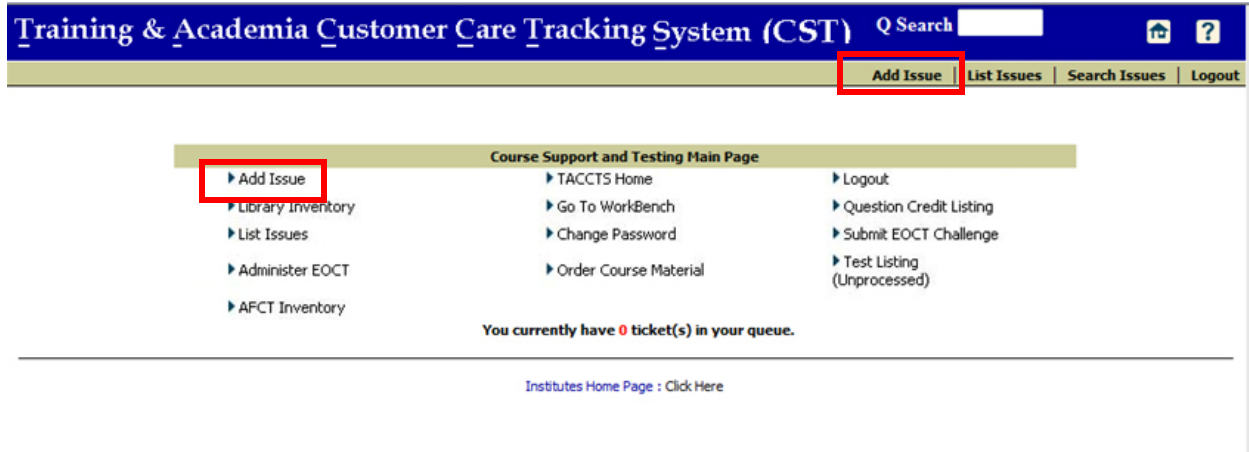 Training & Academia Customer Care Tracking System (CST) Q Search
Add Issue | List Issues | Search Issues | Logout
Course Support and Testing Main Page
Add Issue TACCTS Home Logout
Library Inventory Go To WorkBench Question Credit Listing
List Issues Change Password Submit EOCT Challenge
Administer EOCT Order Course Material Test Listing
(Unprocessed)
AFCT Inventory
You currently have 0 ticket(s) in your queue.
Institutes Home Page : Click Here